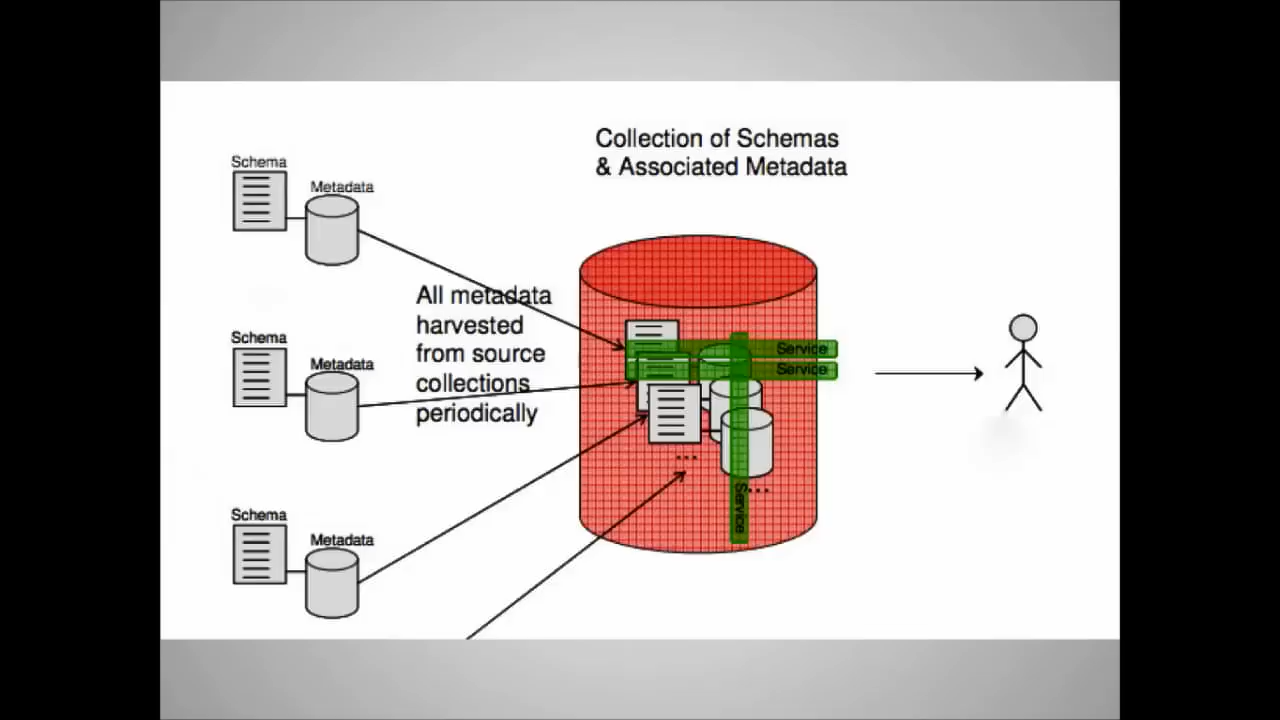 Collection of Schemas
& Associated Metadata
Schema
Metadata
All metadata
harvested
from source
collections
periodically
Schema
Metadata
Schema
Metadata
Service
Service
...
Service
...